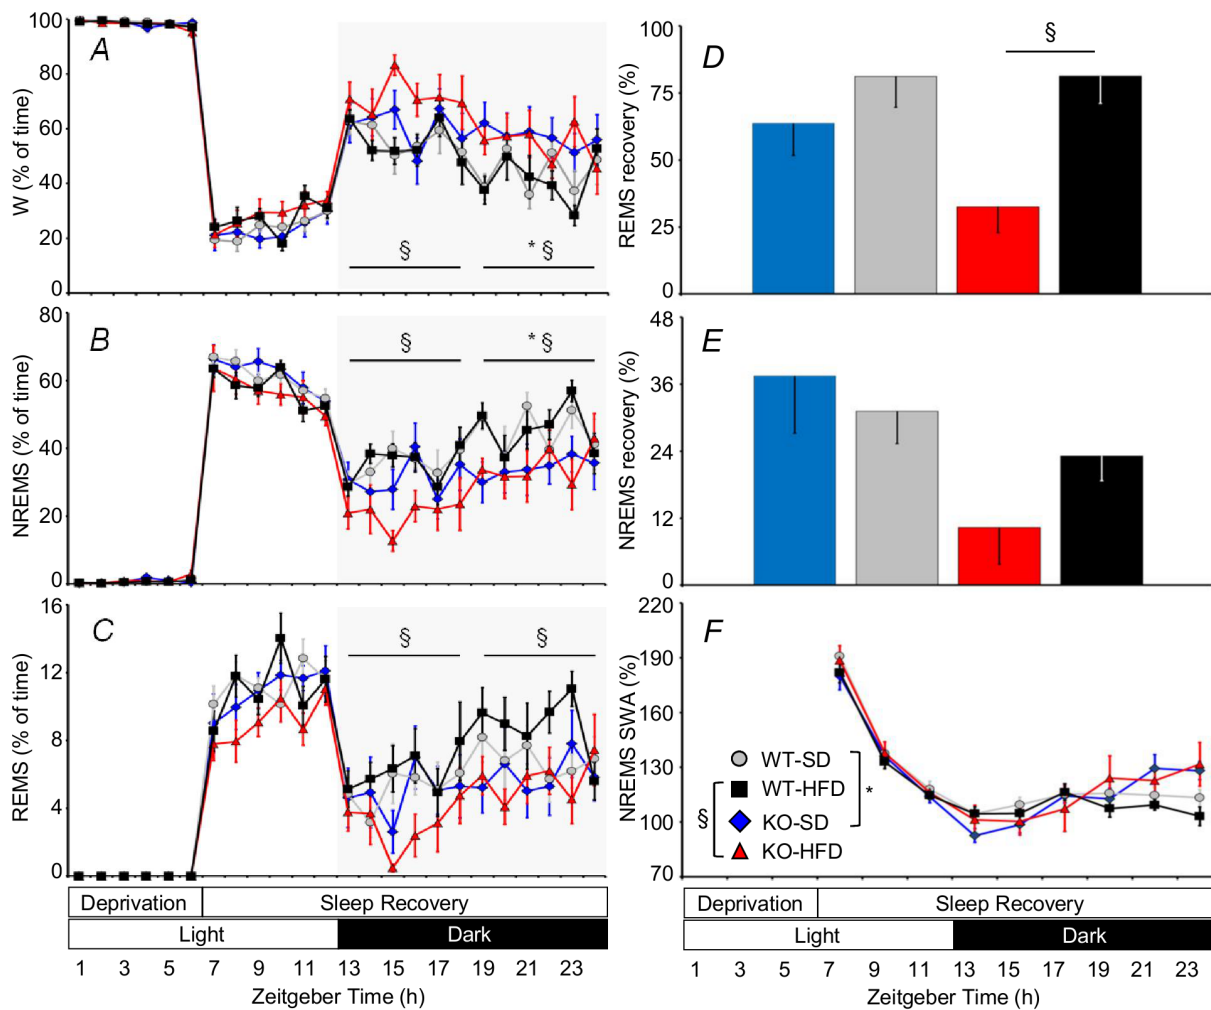 A
W (% of time)
100
80
60
40
20
0
§
* §
B
NREMS (% of time)
80
60
40
20
0
§
* §
C
REMS (% of time)
16
12
8
4
0
§
§
Deprivation
Sleep Recovery
Light
Dark
1 3 5 7 9 11 13 15 17 19 21 23
Zeitgeber Time (h)
D
REMS recovery (%)
100
75
50
25
0
§
E
NREMS recovery (%)
48
36
24
12
0
F
NREMS SWA (%)
220
190
160
130
100
70
WT-SD
WT-HFD
KO-SD
KO-HFD
*
§
Deprivation
Sleep Recovery
Light
Dark
1 3 5 7 9 11 13 15 17 19 21 23
Zeitgeber Time (h)